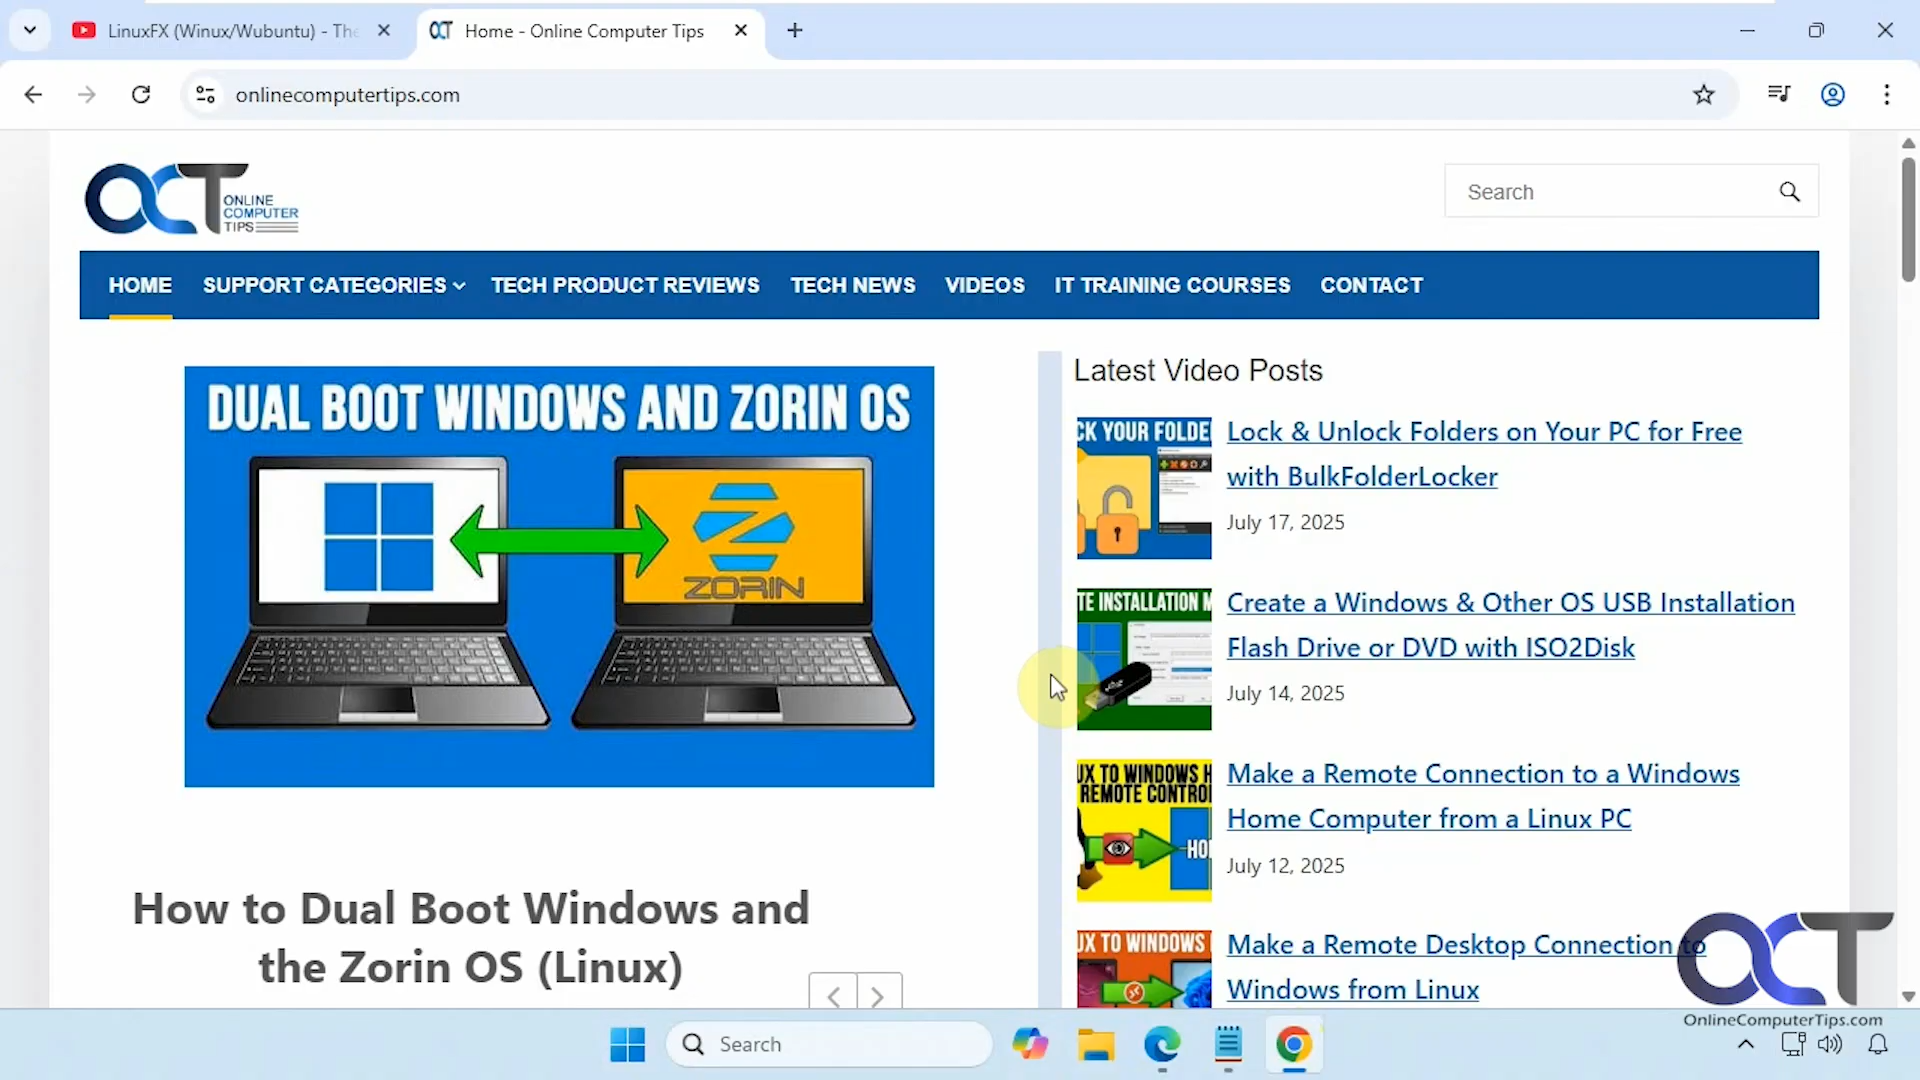 LinuxFX (Winux/Wubuntu) - The
Home - Online Computer Tips
onlinecomputertips.com
OCT ONLINE
COMPUTER
TIPS
Search
HOME SUPPORT CATEGORIES TECH PRODUCT REVIEWS TECH NEWS VIDEOS IT TRAINING COURSES CONTACT
DUAL BOOT WINDOWS AND ZORIN OS
ZORIN
How to Dual Boot Windows and
the Zorin OS (Linux)
Latest Video Posts
CK YOUR FOLDE
Lock & Unlock Folders on Your PC for Free
with BulkFolderLocker
July 17, 2025
TE INSTALLATION M
Create a Windows & Other OS USB Installation
Flash Drive or DVD with ISO2Disk
July 14, 2025
UX TO WINDOWS H
REMOTE CONTRO
HO
Make a Remote Connection to a Windows
Home Computer from a Linux PC
July 12, 2025
UX TO WINDOWS
Make a Remote Desktop Connection to
Windows from Linux
OCT
OnlineComputerTips.com
Search